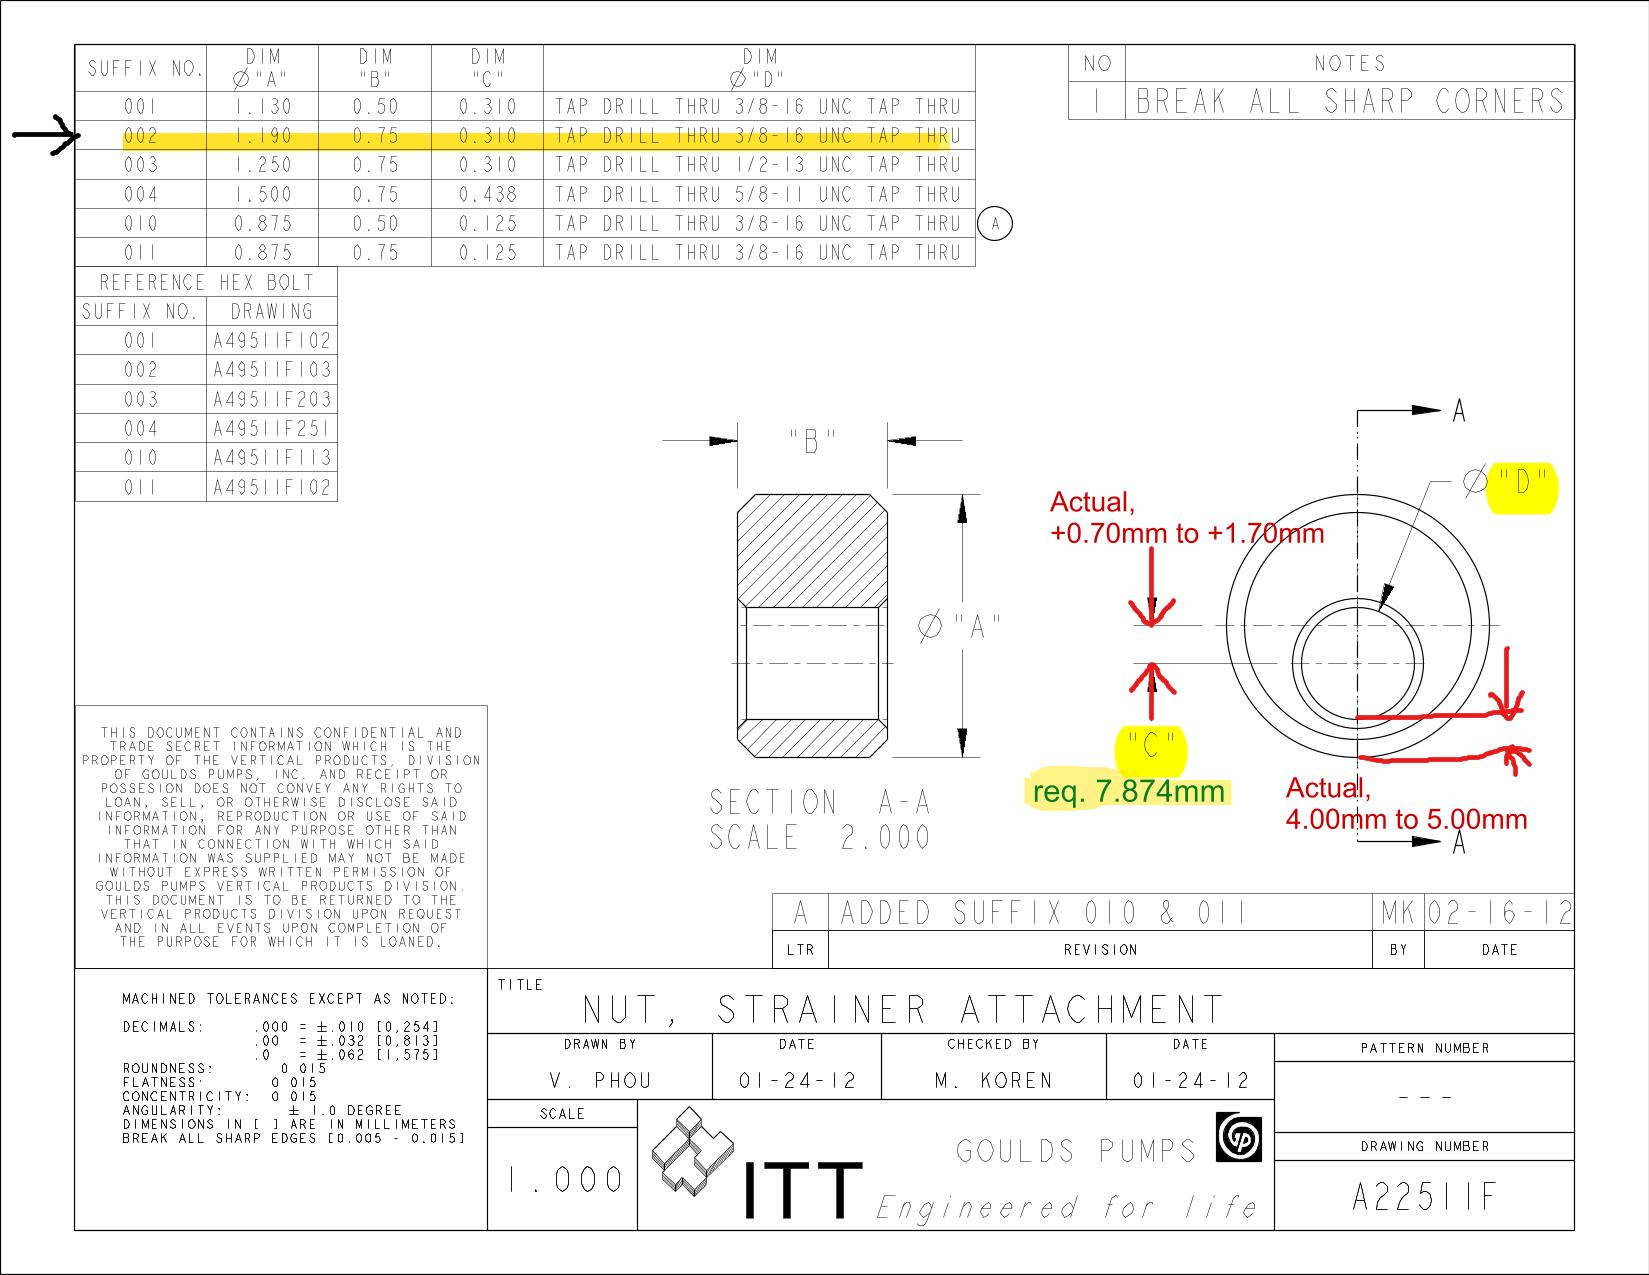 SUFFIX NO. DIM Ø"A" DIM "B" DIM "C" DIM Ø"D"
001 1.130 0.50 0.310 TAP DRILL THRU 3/8-16 UNC TAP THRU
002 1.190 0.75 0.310 TAP DRILL THRU 3/8-16 UNC TAP THRU
003 1.250 0.75 0.310 TAP DRILL THRU 1/2-13 UNC TAP THRU
004 1.500 0.75 0.438 TAP DRILL THRU 5/8-11 UNC TAP THRU
010 0.875 0.50 0.125 TAP DRILL THRU 3/8-16 UNC TAP THRU
A
011 0.875 0.75 0.125 TAP DRILL THRU 3/8-16 UNC TAP THRU
NO NOTES
1 BREAK ALL SHARP CORNERS
REFERENCE HEX BOLT
SUFFIX NO. DRAWING
001 A49511F102
002 A49511F103
003 A49511F203
004 A49511F251
010 A49511F113
011 A49511F102
"B"
Ø"A"
SECTION A-A
SCALE 2.000
A
Ø"D"
Actual,
+0.70mm to +1.70mm
"C"
req. 7.874mm
Actual,
4.00mm to 5.00mm
A
THIS DOCUMENT CONTAINS CONFIDENTIAL AND
TRADE SECRET INFORMATION WHICH IS THE
PROPERTY OF THE VERTICAL PRODUCTS, DIVISION
OF GOULDS PUMPS, INC. AND RECEIPT OR
POSSESION DOES NOT CONVEY ANY RIGHTS TO
LOAN, SELL, OR OTHERWISE DISCLOSE SAID
INFORMATION, REPRODUCTION OR USE OF SAID
INFORMATION FOR ANY PURPOSE OTHER THAN
THAT IN CONNECTION WITH WHICH SAID
INFORMATION WAS SUPPLIED MAY NOT BE MADE
WITHOUT EXPRESS WRITTEN PERMISSION OF
GOULDS PUMPS VERTICAL PRODUCTS DIVISION.
THIS DOCUMENT IS TO BE RETURNED TO THE
VERTICAL PRODUCTS DIVISION UPON REQUEST
AND IN ALL EVENTS UPON COMPLETION OF
THE PURPOSE FOR WHICH IT IS LOANED.
A ADDED SUFFIX 010 & 011 MK 02-16-12
LTR REVISION BY DATE
MACHINED TOLERANCES EXCEPT AS NOTED:
DECIMALS: .000 = ±.010 [0,254]
.00 = ±.032 [0,813]
.0 = ±.062 [1,575]
ROUNDNESS: 0.015
FLATNESS: 0.015
CONCENTRICITY: 0.015
ANGULARITY: ± 1.0 DEGREE
DIMENSIONS IN [ ] ARE IN MILLIMETERS
BREAK ALL SHARP EDGES [0.005 - 0.015]
TITLE
NUT, STRAINER ATTACHMENT
DRAWN BY DATE CHECKED BY DATE
V. PHOU 01-24-12 M. KOREN 01-24-12
PATTERN NUMBER
---
SCALE
1.000
GOULDS PUMPS
ITT
Engineered for life
DRAWING NUMBER
A22511F